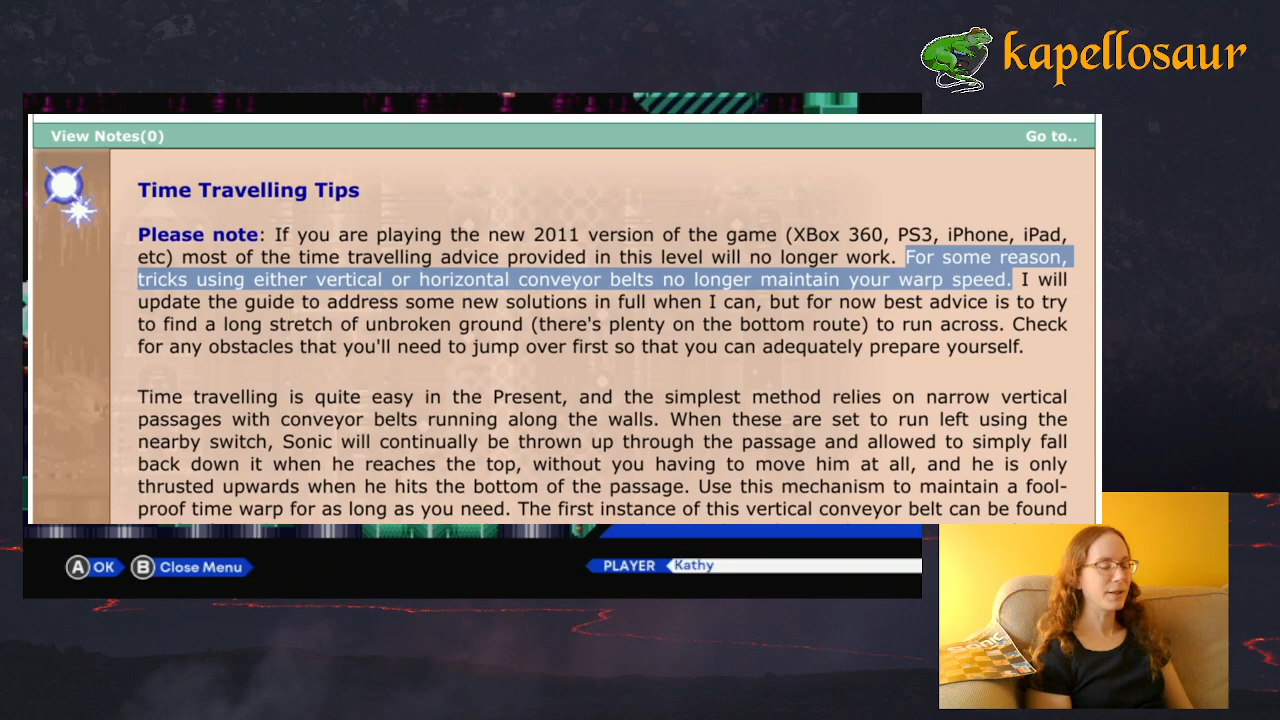 kapellosaur
View Notes(0)
Go to..
Time Travelling Tips
Please note: If you are playing the new 2011 version of the game (XBox 360, PS3, iPhone, iPad,
etc) most of the time travelling advice provided in this level will no longer work. For some reason,
tricks using either vertical or horizontal conveyor belts no longer maintain your warp speed. I will
update the guide to address some new solutions in full when I can, but for now best advice is to try
to find a long stretch of unbroken ground (there's plenty on the bottom route) to run across. Check
for any obstacles that you'll need to jump over first so that you can adequately prepare yourself.
Time travelling is quite easy in the Present, and the simplest method relies on narrow vertical
passages with conveyor belts running along the walls. When these are set to run left using the
nearby switch, Sonic will continually be thrown up through the passage and allowed to simply fall
back down it when he reaches the top, without you having to move him at all, and he is only
thrusted upwards when he hits the bottom of the passage. Use this mechanism to maintain a fool-
proof time warp for as long as you need. The first instance of this vertical conveyor belt can be found
A OK B Close Menu
PLAYER Kathy